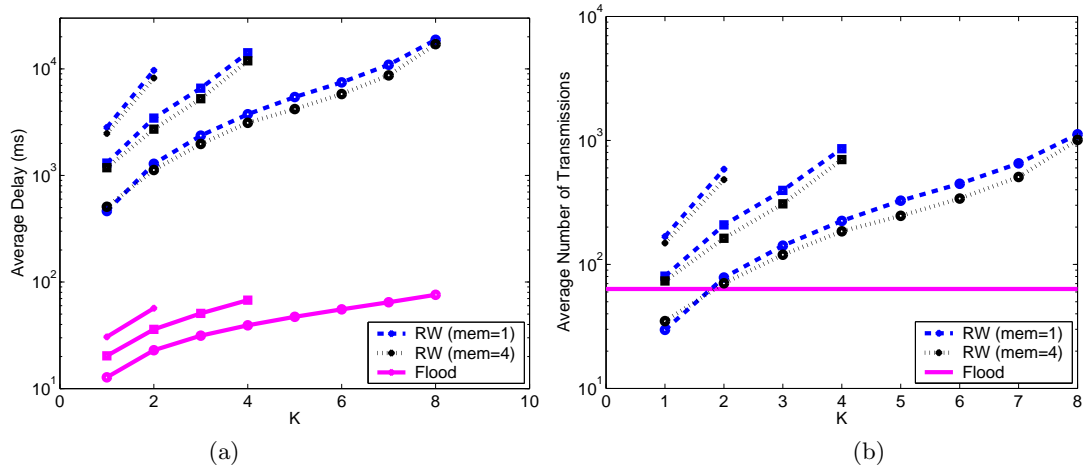 10^4
10^3
10^2
10^1
Average Delay (ms)
0
2
4
6
8
10
K
RW (mem=1)
RW (mem=4)
Flood
(a)
10^4
10^3
10^2
10^1
Average Number of Transmissions
0
1
2
3
4
5
6
7
8
K
RW (mem=1)
RW (mem=4)
Flood
(b)